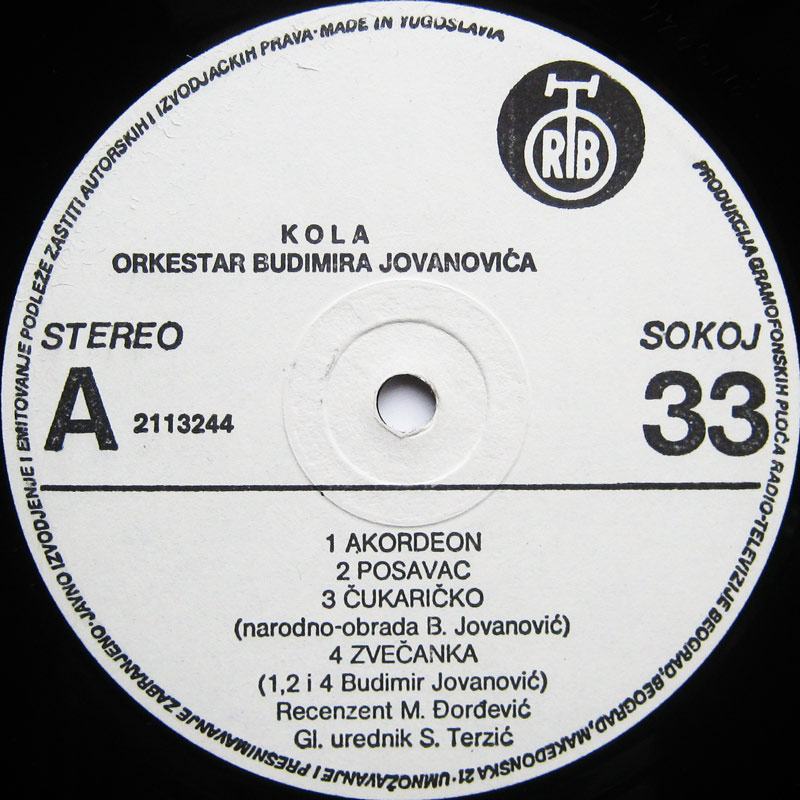 PRODUKCIJA GRAMOFONSKIH PLOČA RADIO-TELEVIZIJE BEOGRAD, BEOGRAD, MAKEDONSKA 21 · UMNOŽAVANJE I PRESNIMAVANJE ZABRANJENO · JAVNO IZVODJENJE I EMITOVANJE PODLEŽE ZAŠTITI AUTORSKIH I IZVODJAČKIH PRAVA · MADE IN YUGOSLAVIA
RTB
KOLA
ORKESTAR BUDIMIRA JOVANOVIĆA
STEREO
SOKOJ
A 2113244
33
1 AKORDEON
2 POSAVAC
3 ČUKARIČKO
(narodno-obrada B. Jovanović)
4 ZVEČANKA
(1,2 i 4 Budimir Jovanović)
Recenzent M. Đorđević
Gl. urednik S. Terzić